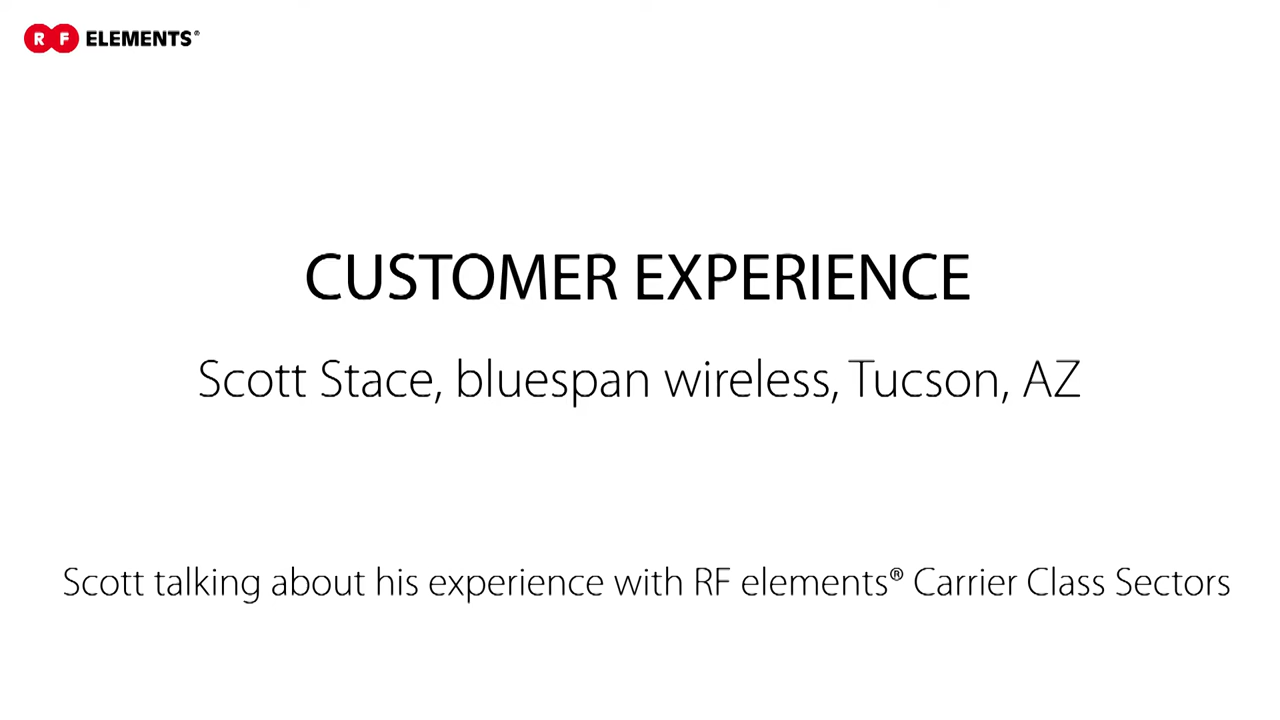 RF ELEMENTS®
CUSTOMER EXPERIENCE
Scott Stace, bluespan wireless, Tucson, AZ
Scott talking about his experience with RF elements® Carrier Class Sectors